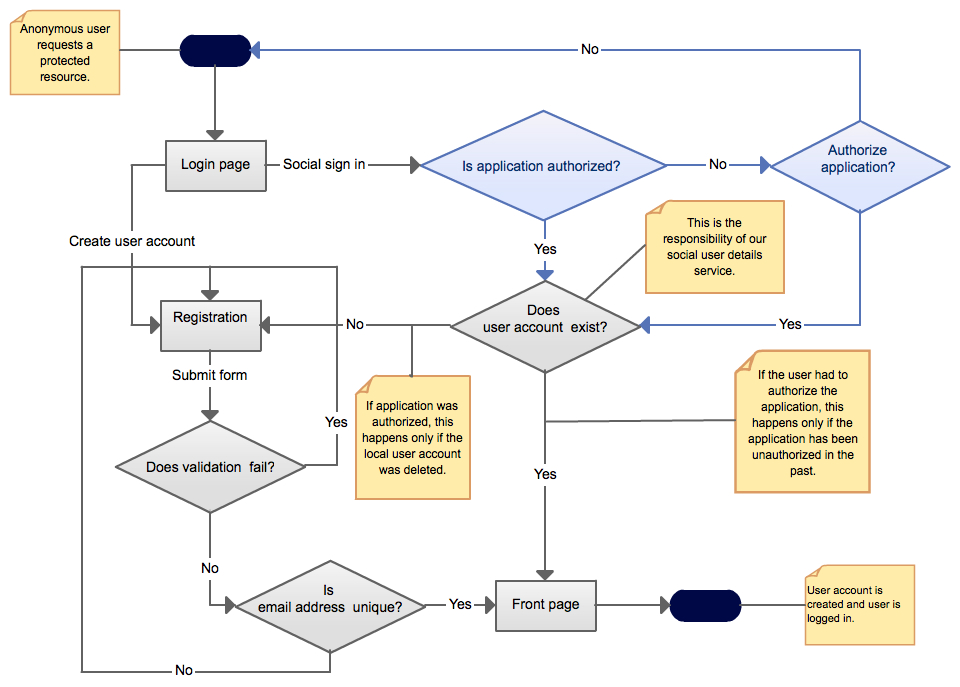 Anonymous user
requests a
protected
resource.
No
Authorize
application?
Login page
Social sign in
Is application authorized?
No
This is the
responsibility of our
social user details
service.
Create user account
Yes
Does
user account  exist?
Registration
No
Yes
Submit form
If the user had to
authorize the
application, this
happens only if the
application has been
unauthorized in the
past.
If application was
authorized, this
happens only if the
local user account
was deleted.
Yes
Does validation  fail?
Yes
No
Is
email address  unique?
Yes
Front page
User account is
created and user is
logged in.
No